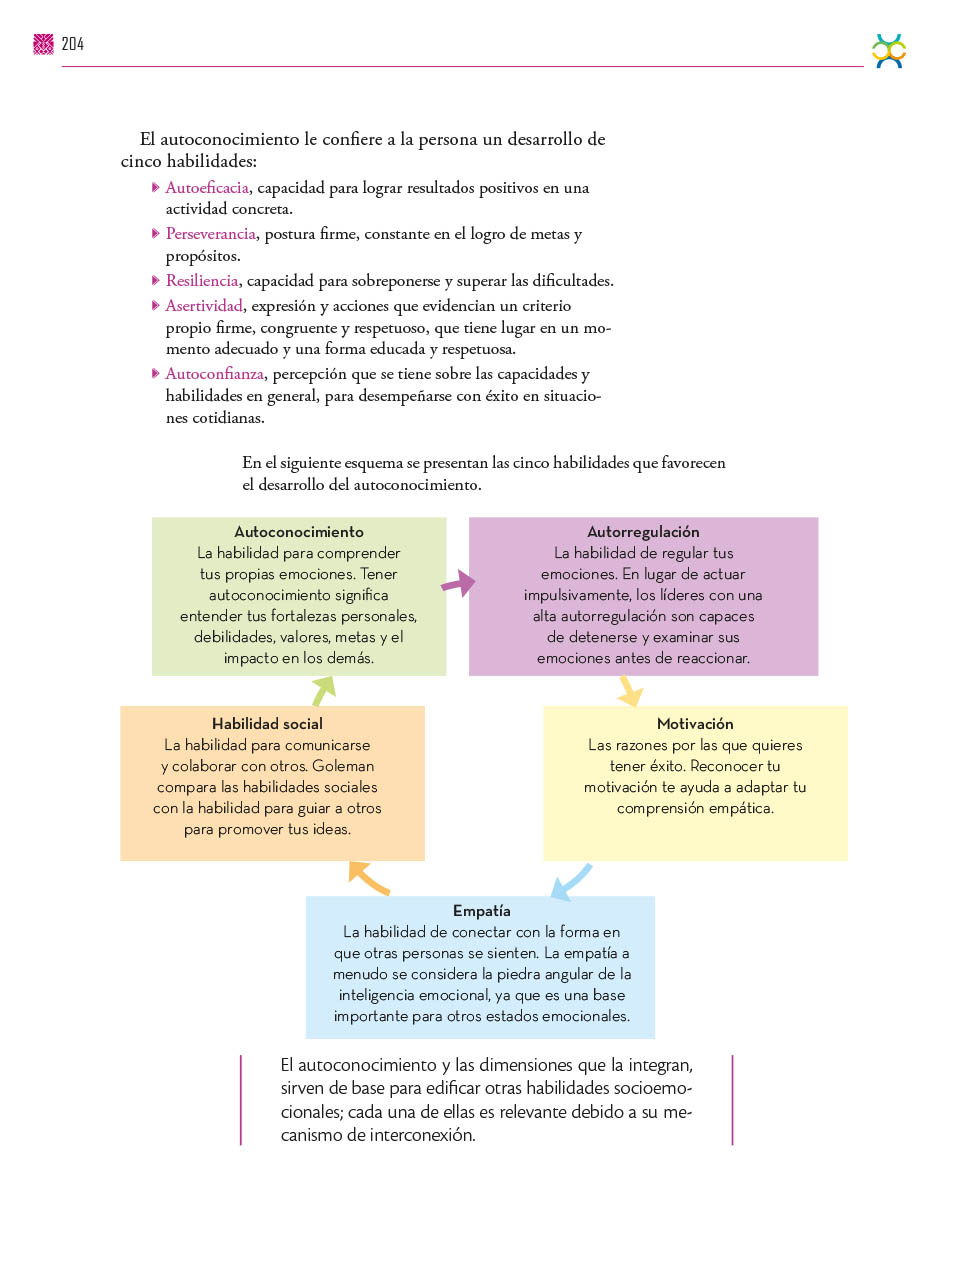 204
El autoconocimiento le confiere a la persona un desarrollo de
cinco habilidades:
Autoeficacia, capacidad para lograr resultados positivos en una
actividad concreta.
Perseverancia, postura firme, constante en el logro de metas y
propósitos.
Resiliencia, capacidad para sobreponerse y superar las dificultades.
Asertividad, expresión y acciones que evidencian un criterio
propio firme, congruente y respetuoso, que tiene lugar en un mo-
mento adecuado y una forma educada y respetuosa.
Autoconfianza, percepción que se tiene sobre las capacidades y
habilidades en general, para desempeñarse con éxito en situacio-
nes cotidianas.
En el siguiente esquema se presentan las cinco habilidades que favorecen
el desarrollo del autoconocimiento.
Autoconocimiento
La habilidad para comprender
tus propias emociones. Tener
autoconocimiento significa
entender tus fortalezas personales,
debilidades, valores, metas y el
impacto en los demás.
Autorregulación
La habilidad de regular tus
emociones. En lugar de actuar
impulsivamente, los líderes con una
alta autorregulación son capaces
de detenerse y examinar sus
emociones antes de reaccionar.
Habilidad social
La habilidad para comunicarse
y colaborar con otros. Goleman
compara las habilidades sociales
con la habilidad para guiar a otros
para promover tus ideas.
Motivación
Las razones por las que quieres
tener éxito. Reconocer tu
motivación te ayuda a adaptar tu
comprensión empática.
Empatía
La habilidad de conectar con la forma en
que otras personas se sienten. La empatía a
menudo se considera la piedra angular de la
inteligencia emocional, ya que es una base
importante para otros estados emocionales.
El autoconocimiento y las dimensiones que la integran,
sirven de base para edificar otras habilidades socioemo-
cionales; cada una de ellas es relevante debido a su me-
canismo de interconexión.